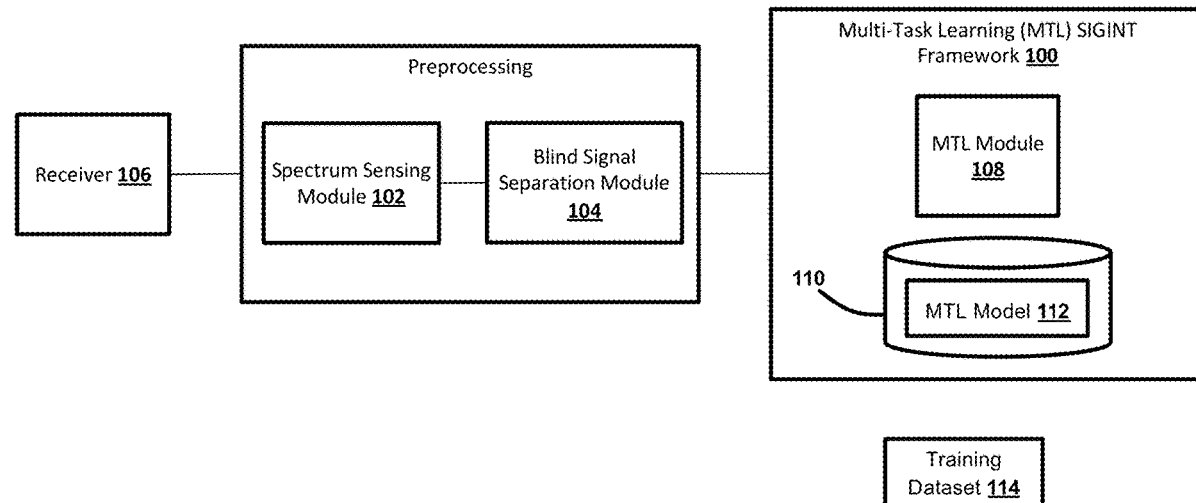 Multi-Task Learning (MTL) SIGINT
Framework 100
Preprocessing
Receiver 106
Spectrum Sensing
Module 102
Blind Signal
Separation Module
104
MTL Module
108
110
MTL Model 112
Training
Dataset 114